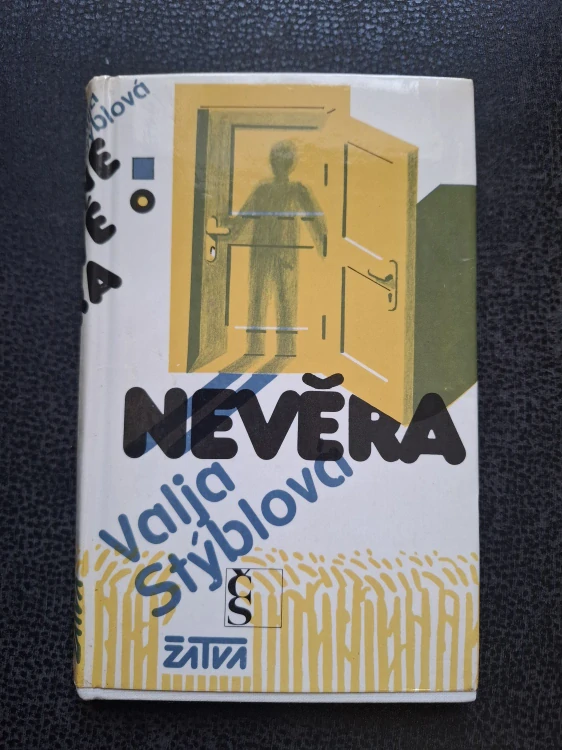 NEVĚRA
Valja
Stýblová
ČS
ŽATVA